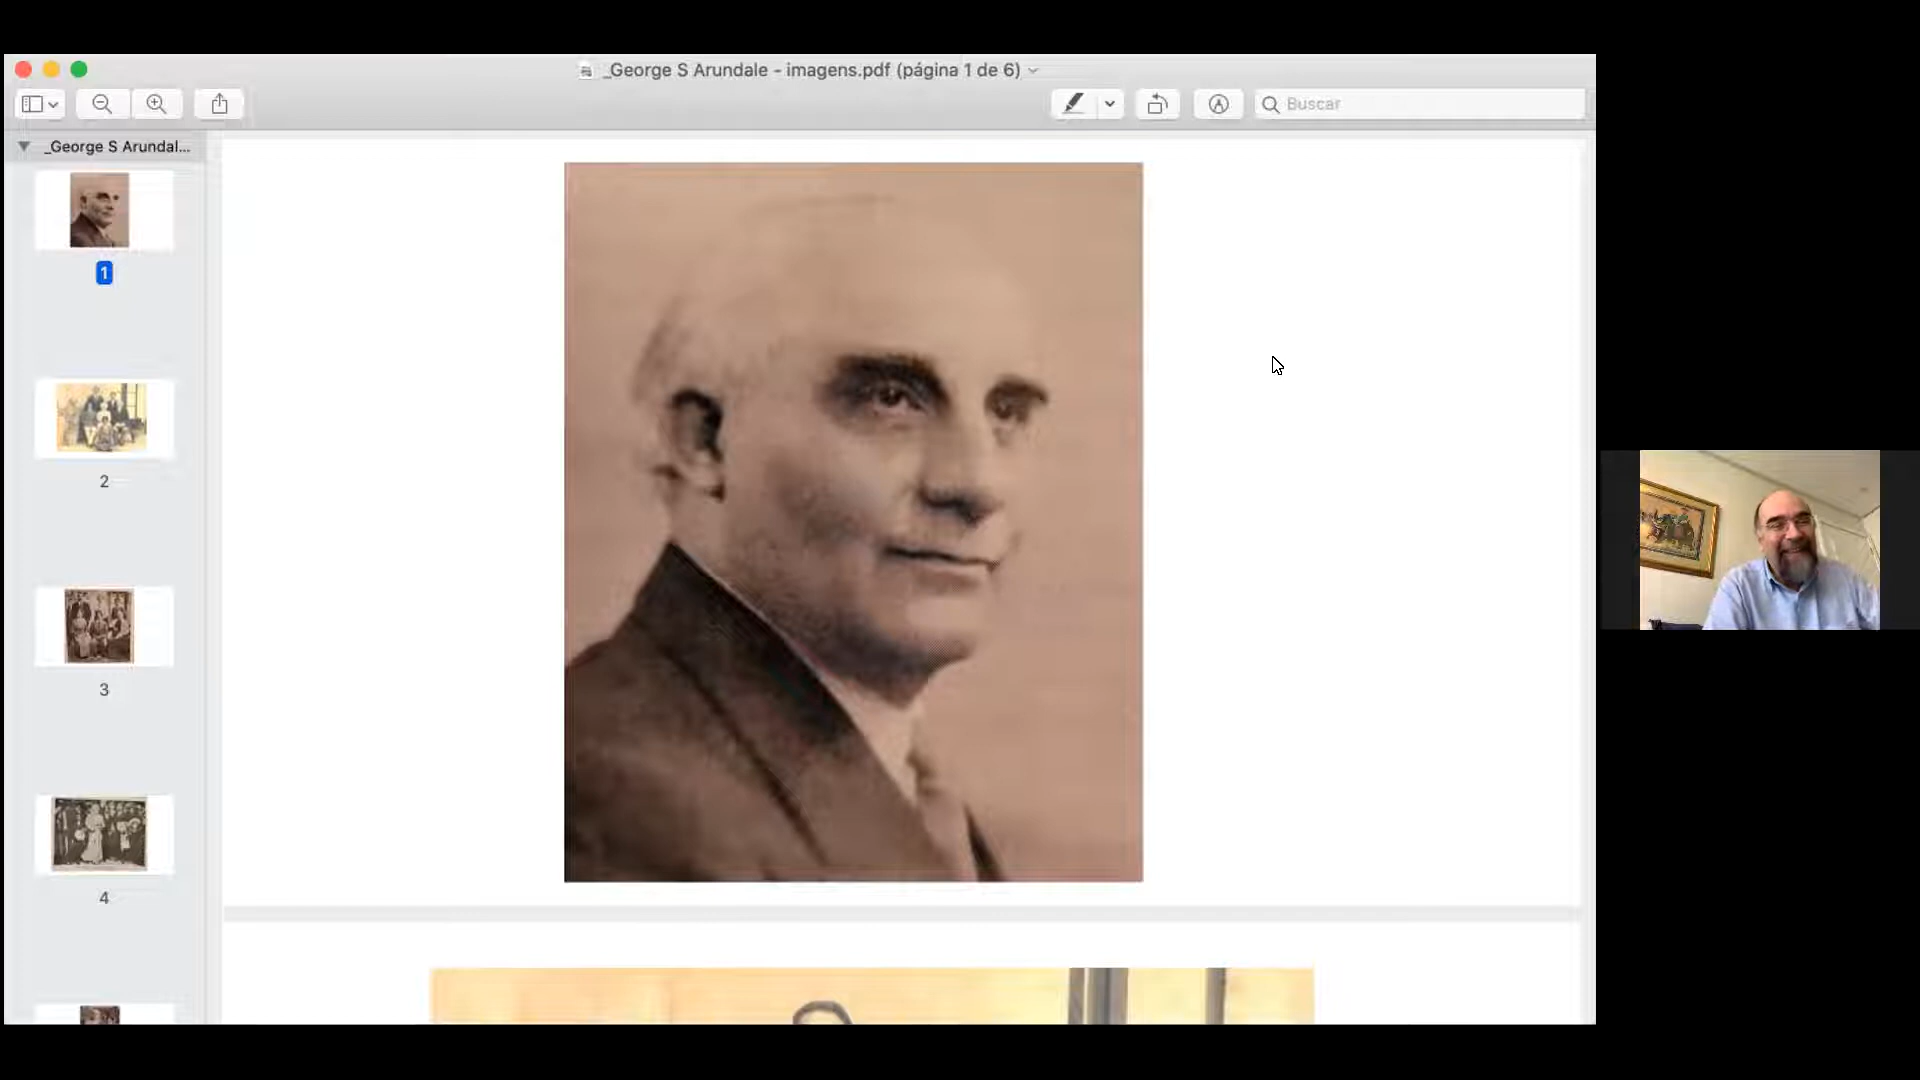 _George S Arundale - imagens.pdf (página 1 de 6)
Buscar
_George S Arundal...
1
2
3
4